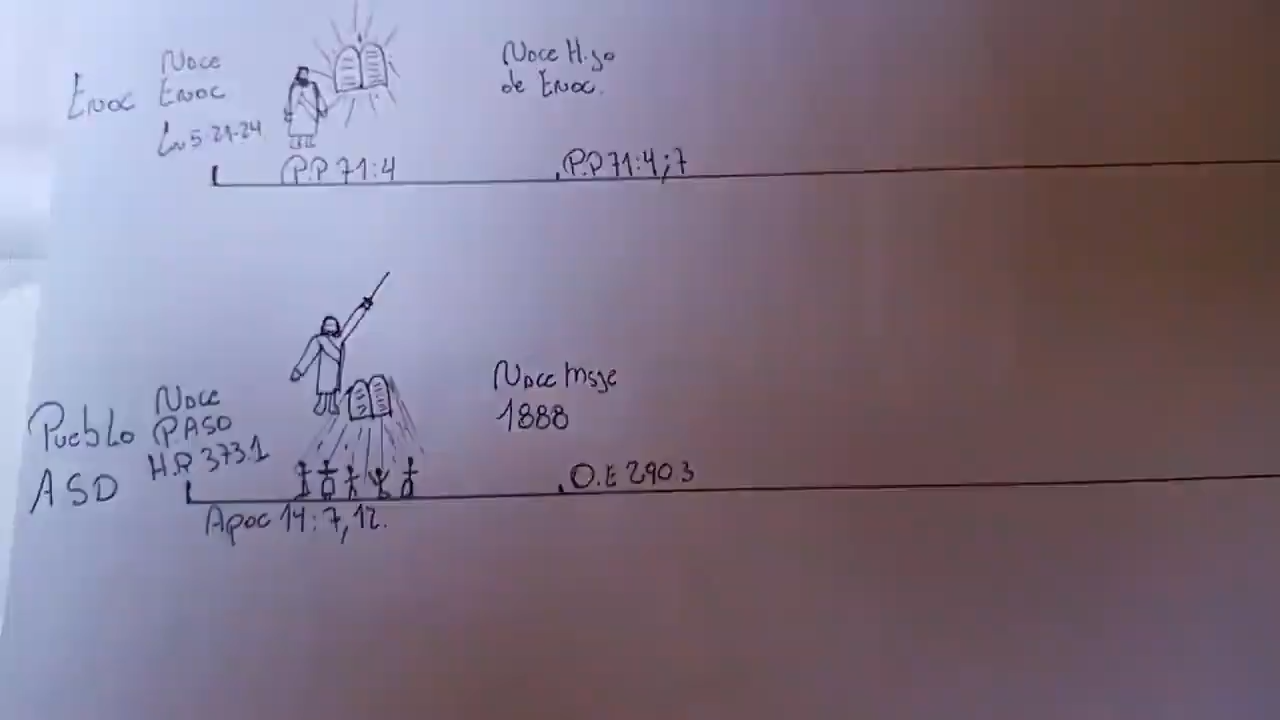 Enoc
Nace
Enoc
Gn 5-21-24
P.P 71:4
Nace Hijo
de Enoc.
P.P 71:4;7
Pueblo
ASD
Nace
PASD
H.R 373.1
Apoc 14:7,12.
Nace Msje
1888
O.E 290 3